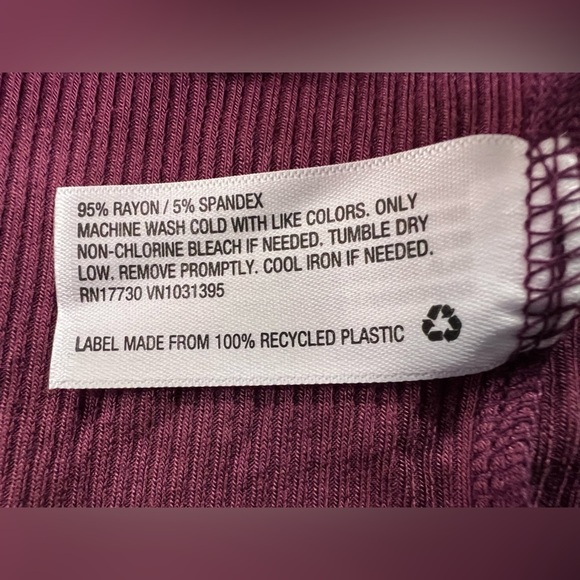 95% RAYON / 5% SPANDEX
MACHINE WASH COLD WITH LIKE COLORS. ONLY
NON-CHLORINE BLEACH IF NEEDED. TUMBLE DRY
LOW. REMOVE PROMPTLY. COOL IRON IF NEEDED.
RN17730 VN1031395
LABEL MADE FROM 100% RECYCLED PLASTIC